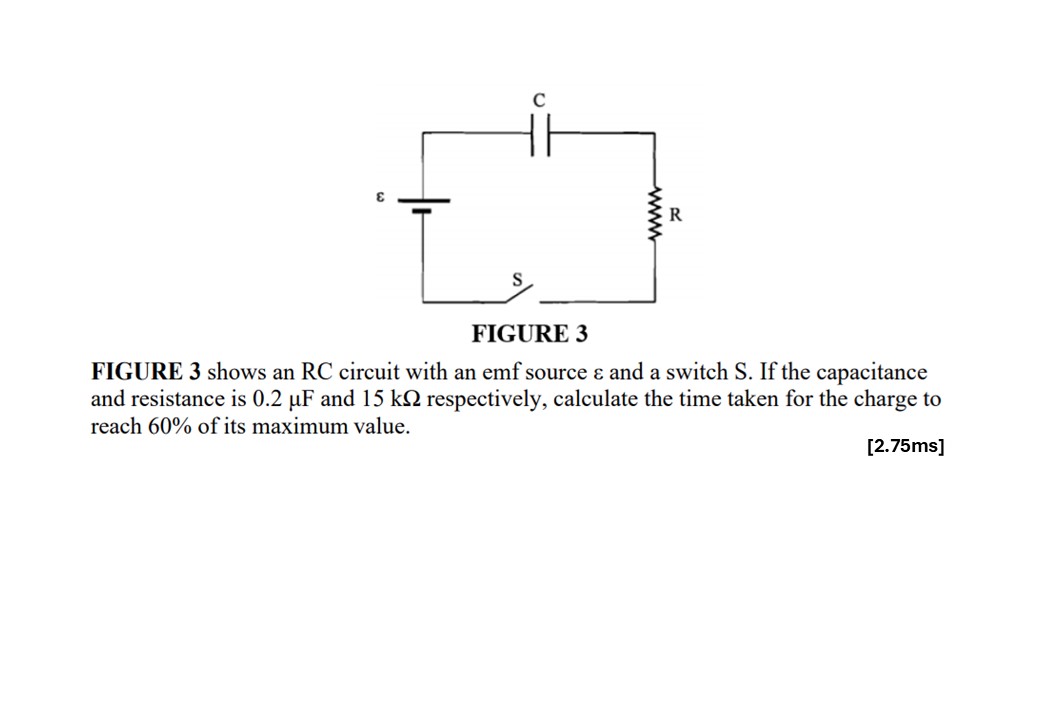 C
ε
R
S
FIGURE 3
FIGURE 3 shows an RC circuit with an emf source ε and a switch S. If the capacitance
and resistance is 0.2 μF and 15 kΩ respectively, calculate the time taken for the charge to
reach 60% of its maximum value.
[2.75ms]